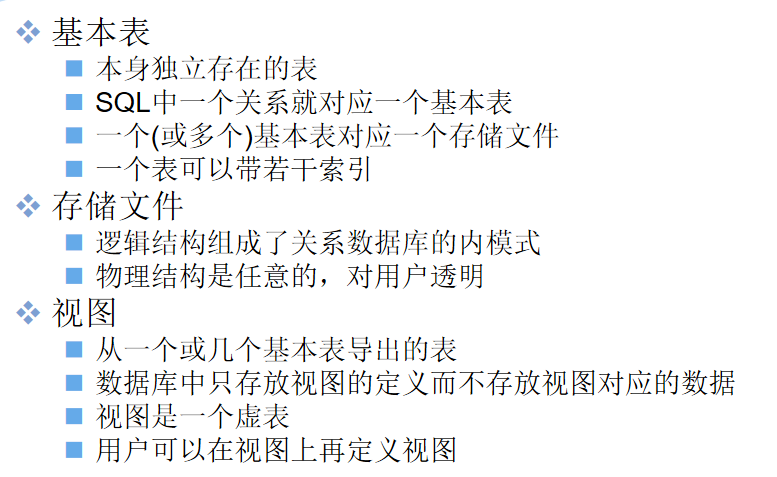 基本表
本身独立存在的表
SQL中一个关系就对应一个基本表
一个(或多个)基本表对应一个存储文件
一个表可以带若干索引
存储文件
逻辑结构组成了关系数据库的内模式
物理结构是任意的，对用户透明
视图
从一个或几个基本表导出的表
数据库中只存放视图的定义而不存放视图对应的数据
视图是一个虚表
用户可以在视图上再定义视图